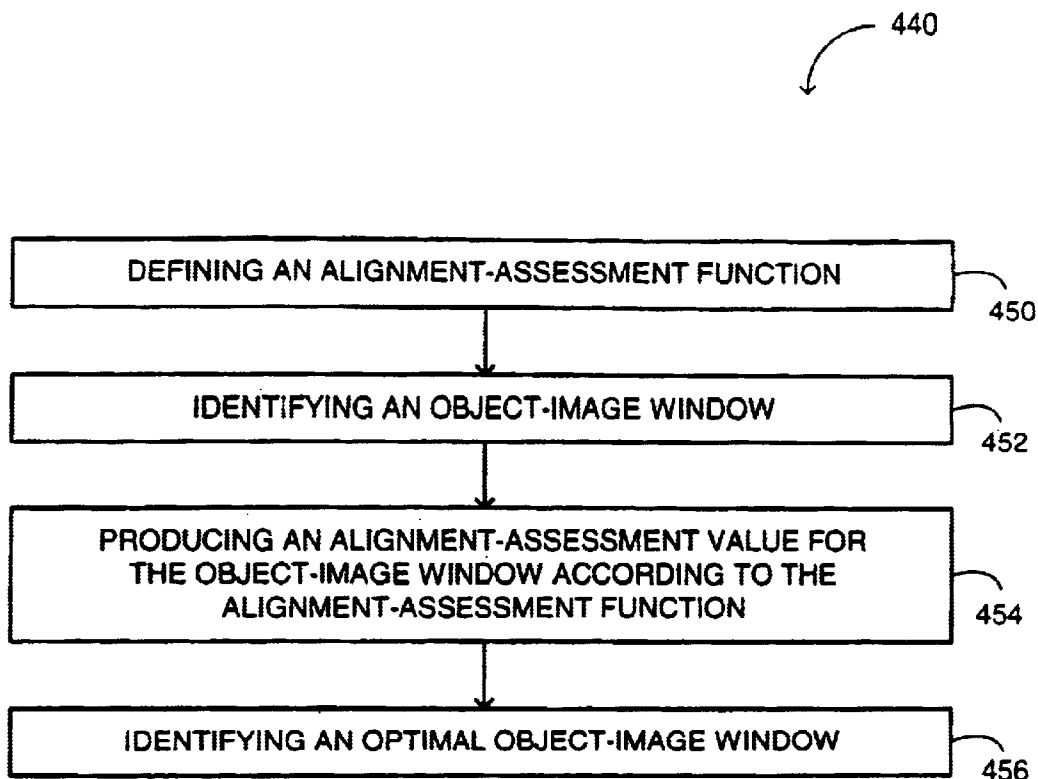 440
DEFINING AN ALIGNMENT-ASSESSMENT FUNCTION
450
IDENTIFYING AN OBJECT-IMAGE WINDOW
452
PRODUCING AN ALIGNMENT-ASSESSMENT VALUE FOR
THE OBJECT-IMAGE WINDOW ACCORDING TO THE
ALIGNMENT-ASSESSMENT FUNCTION
454
IDENTIFYING AN OPTIMAL OBJECT-IMAGE WINDOW
456